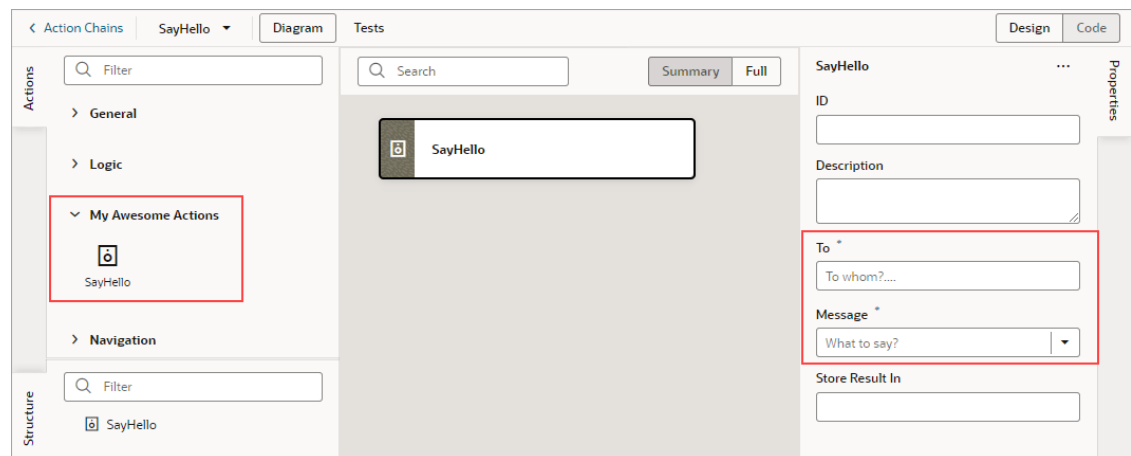 Action Chains
SayHello
Diagram
Tests
Design
Code
Actions
Filter
General
Logic
My Awesome Actions
SayHello
Navigation
Structure
Filter
SayHello
Search
Summary
Full
SayHello
SayHello
...
Properties
ID
Description
To *
To whom?....
Message *
What to say?
Store Result In